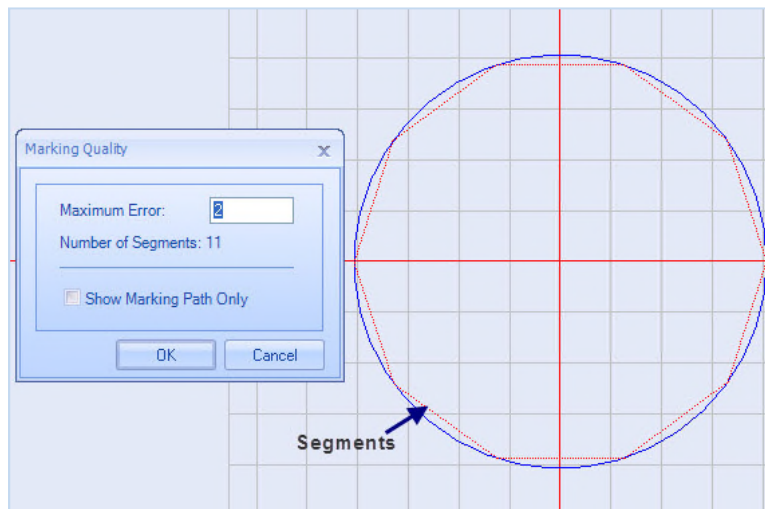 Marking Quality x
Maximum Error: 2
Number of Segments: 11
Show Marking Path Only
OK Cancel
Segments